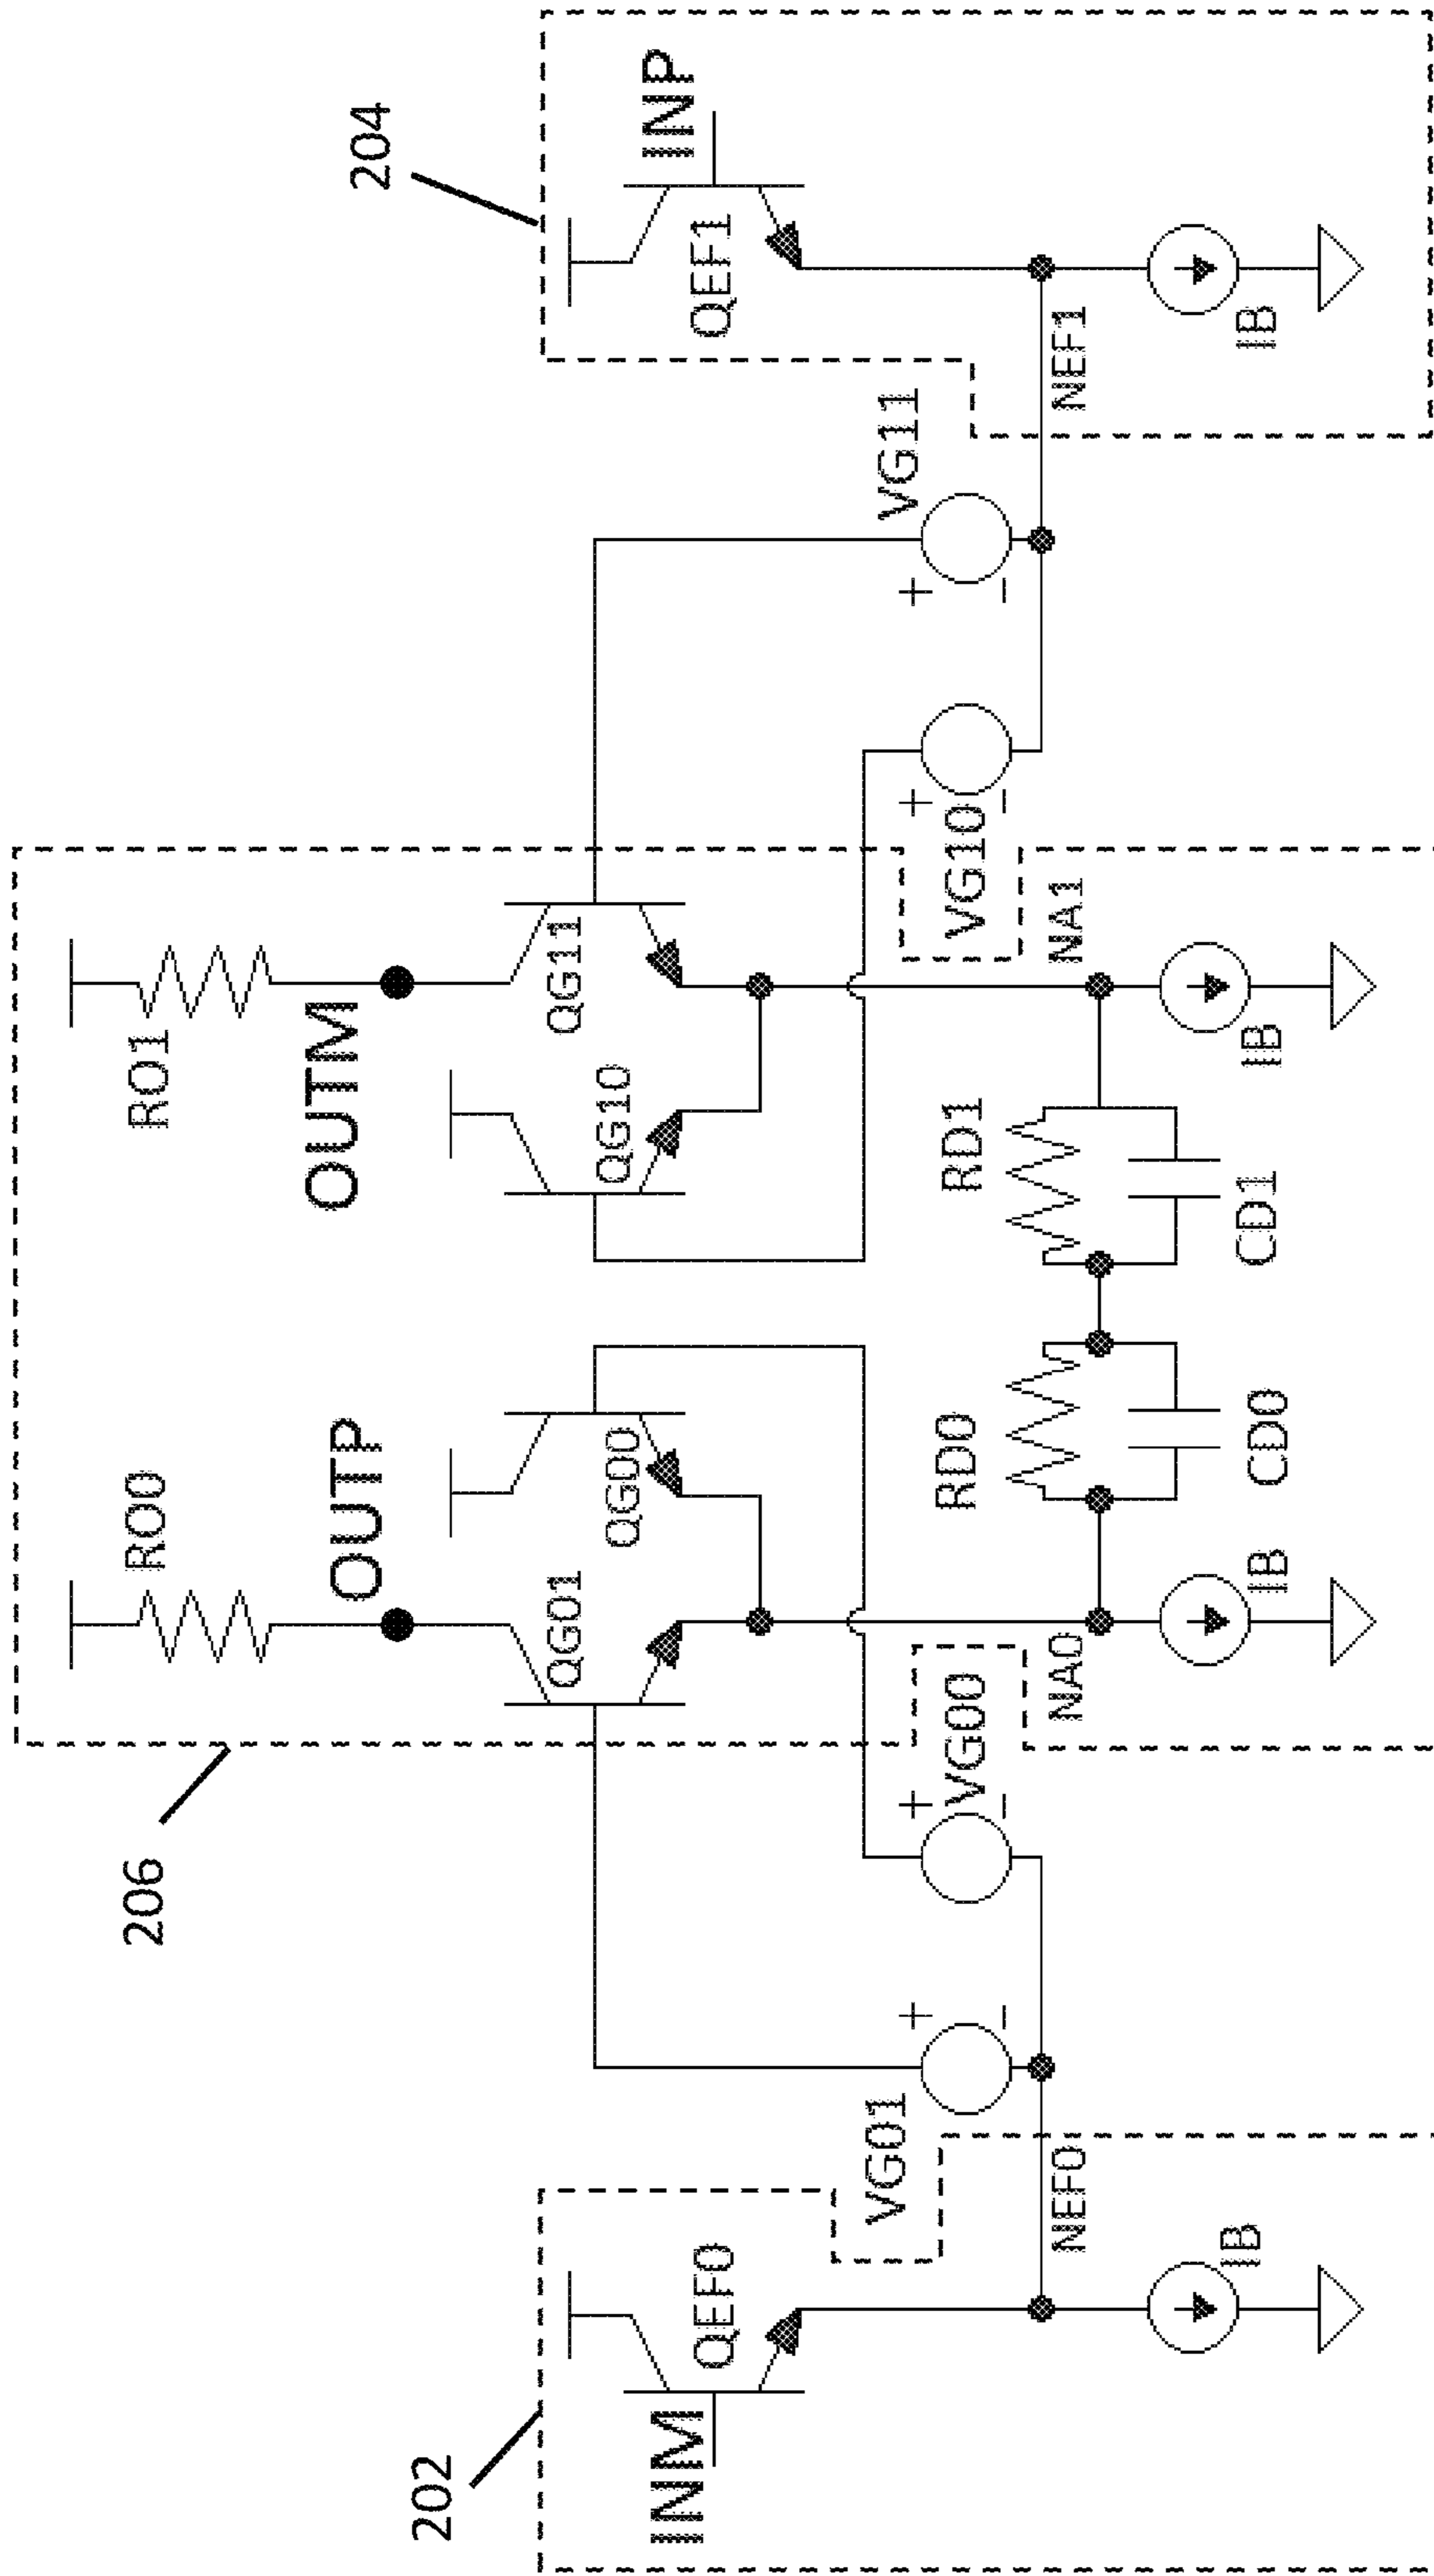 206
RO0
RO1
204
OUTP
OUTM
202
INM
INP
QEF0
QG01
QG00
QG10
QG11
QEF1
VG01
+
-
VG00
+
-
VG10
+
-
VG11
+
-
NEF0
NA0
RD0
RD1
NA1
NEF1
IB
IB
CD0
CD1
IB
IB